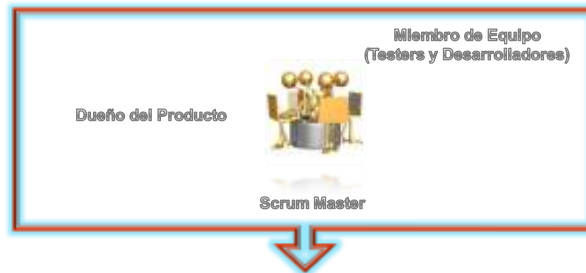 Miembro de Equipo
(Testers y Desarrolladores)
Dueño del Producto
Scrum Master